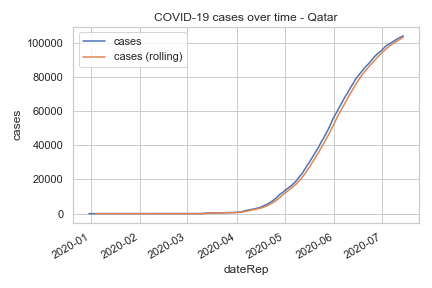 COVID-19 cases over time - Qatar
cases
cases (rolling)
100000
80000
60000
40000
20000
0
cases
2020-01
2020-02
2020-03
2020-04
2020-05
2020-06
2020-07
dateRep